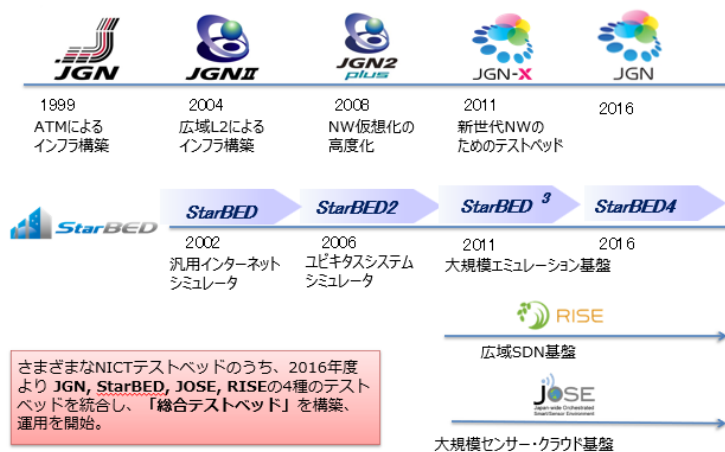 JGN
JGNII
JGN2
plus
JGN-X
JGN
1999
ATMによる
インフラ構築
2004
広域L2による
インフラ構築
2008
NW仮想化の
高度化
2011
新世代NWの
ためのテストベッド
2016
StarBED
StarBED
StarBED2
StarBED 3
StarBED4
2002
汎用インターネット
シミュレータ
2006
ユビキタスシステム
シミュレータ
2011
2016
大規模エミュレーション基盤
RISE
広域SDN基盤
さまざまなNICTテストベッドのうち、2016年度
より JGN, StarBED, JOSE, RISEの4種のテスト
ベッドを統合し、「総合テストベッド」を構築、
運用を開始。
JOSE
Japan-wide Orchestrated
Smart/Sensor Environment
大規模センサー・クラウド基盤